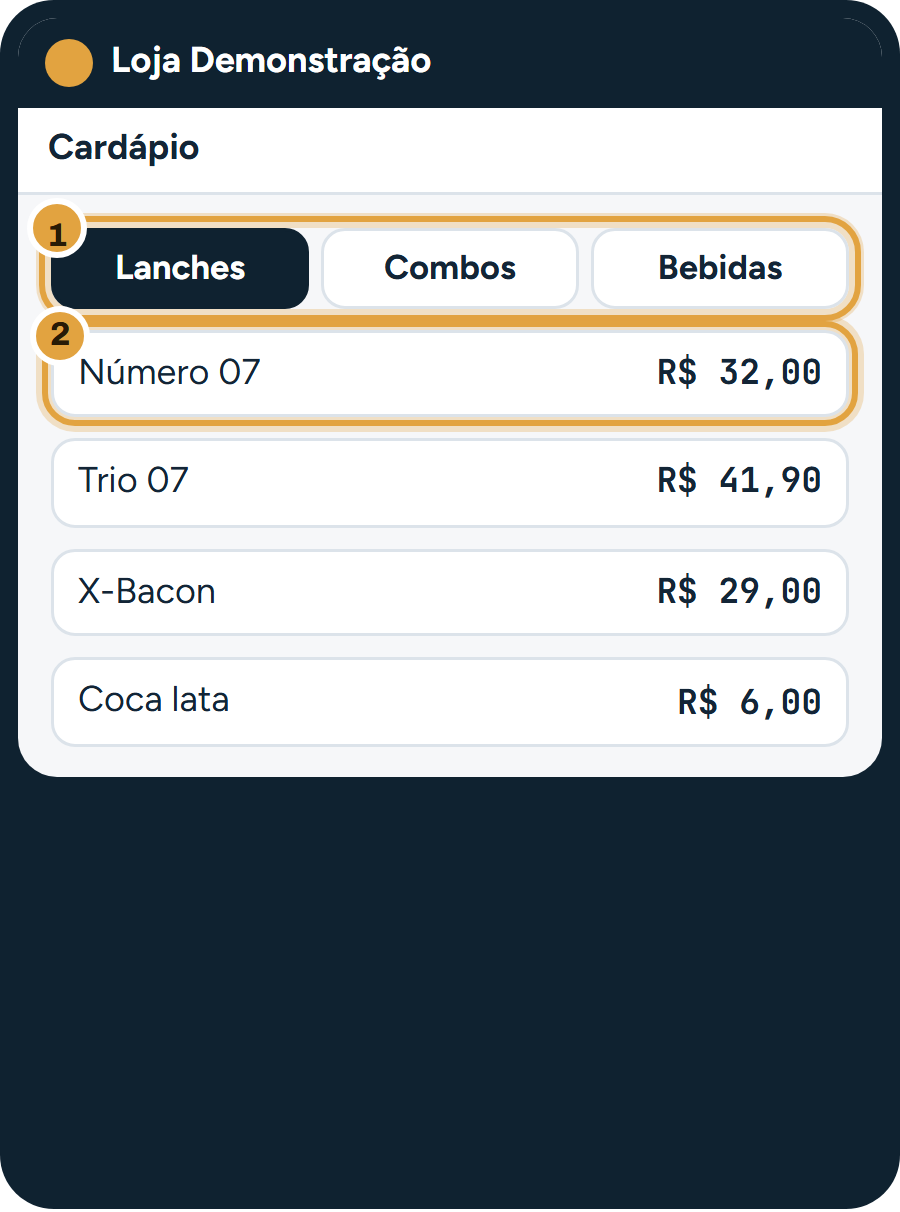 Loja Demonstração
Cardápio
1
Lanches Combos Bebidas
2
Número 07 R$ 32,00
Trio 07 R$ 41,90
X-Bacon R$ 29,00
Coca lata R$ 6,00